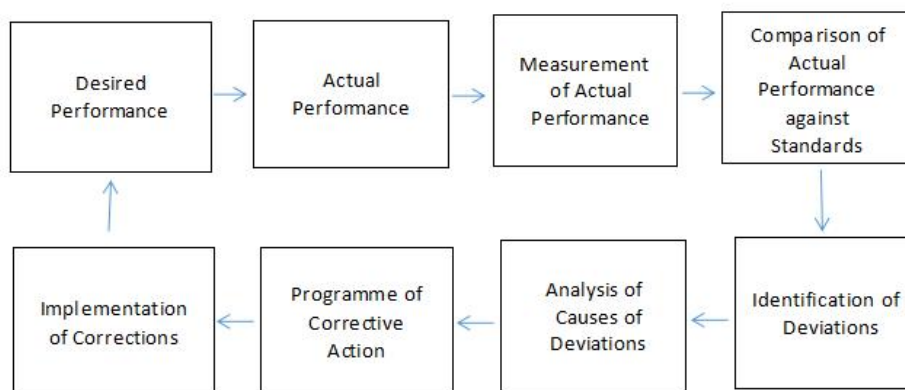 Desired
Performance
Actual
Performance
Measurement
of Actual
Performance
Comparison of
Actual
Performance
against
Standards
Identification of
Deviations
Analysis of
Causes of
Deviations
Programme of
Corrective
Action
Implementation
of Corrections